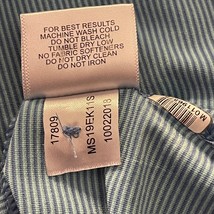 FOR BEST RESULTS
MACHINE WASH COLD
DO NOT BLEACH
TUMBLE DRY LOW
NO FABRIC SOFTENERS
DO NOT DRY CLEAN
DO NOT IRON
17809
MS19EK11S
10022018